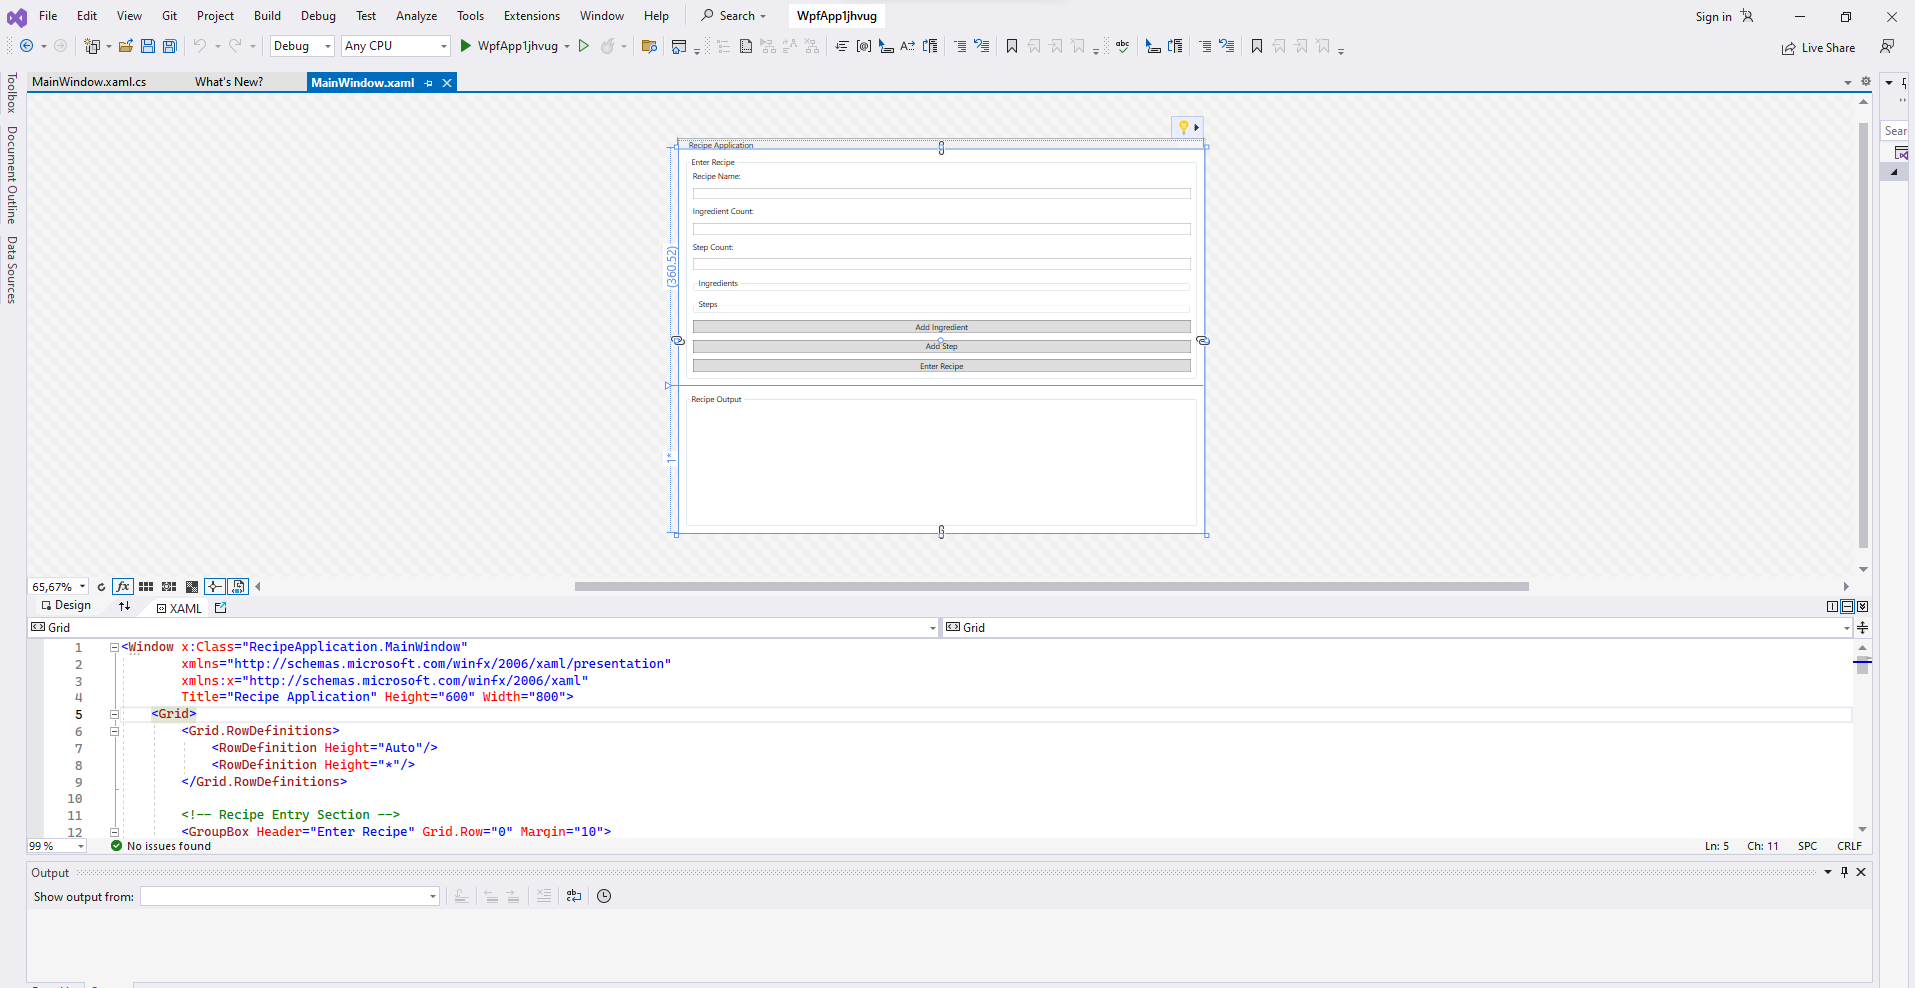 File Edit View Git Project Build Debug Test Analyze Tools Extensions Window Help Search WpfApp1jhvug Sign in
Debug Any CPU WpfApp1jhvug Live Share
MainWindow.xaml.cs What's New? MainWindow.xaml
Toolbox
Document Outline
Data Sources
Sear
Recipe Application
Enter Recipe
Recipe Name:
Ingredient Count:
Step Count:
(360.52)
Ingredients
Steps
Add Ingredient
Add Step
Enter Recipe
Recipe Output
1*
65,67% fx
Design XAML
Grid Grid
1 <Window x:Class="RecipeApplication.MainWindow"
2 xmlns="http://schemas.microsoft.com/winfx/2006/xaml/presentation"
3 xmlns:x="http://schemas.microsoft.com/winfx/2006/xaml"
4 Title="Recipe Application" Height="600" Width="800">
5 <Grid>
6 <Grid.RowDefinitions>
7 <RowDefinition Height="Auto"/>
8 <RowDefinition Height="*"/>
9 </Grid.RowDefinitions>
10
11 <!-- Recipe Entry Section -->
12 <GroupBox Header="Enter Recipe" Grid.Row="0" Margin="10">
99 % No issues found Ln: 5 Ch: 11 SPC CRLF
Output
Show output from: